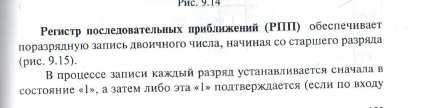 Рис. 9.14
Регистр последовательных приближений (РПП) обеспечивает
поразрядную запись двоичного числа, начиная со старшего разряда
(рис. 9.15).
В процессе записи каждый разряд устанавливается сначала в
состояние «1», а затем либо эта «1» подтверждается (если по входу